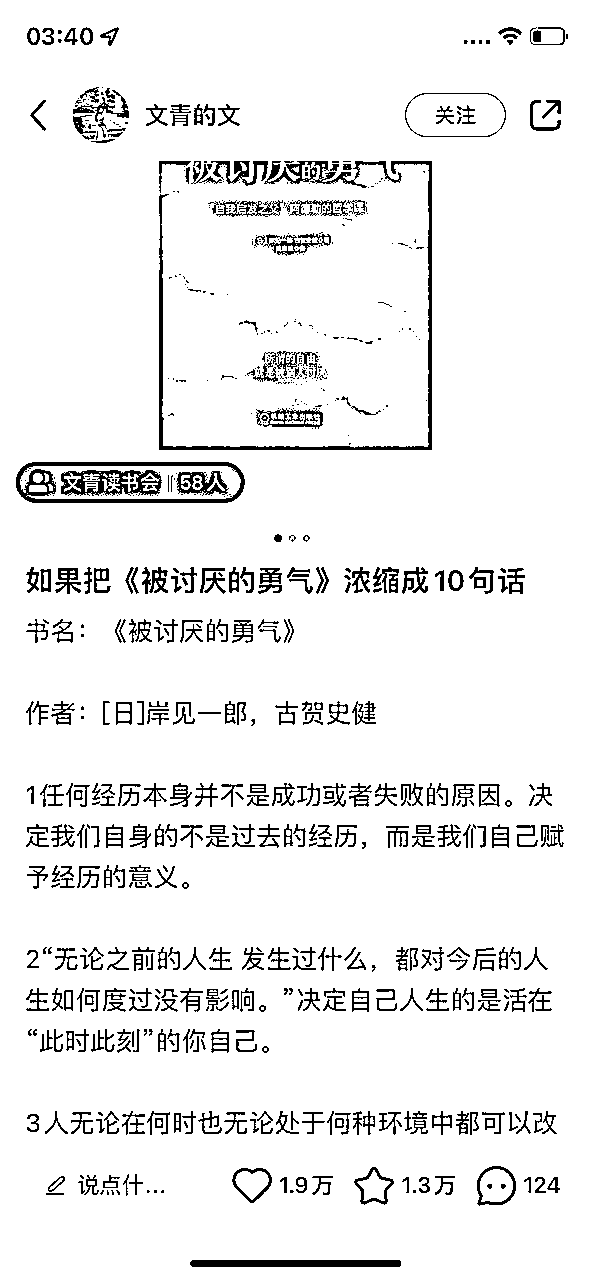 03:40
文青的文
关注
被讨厌的勇气
文青读书会 58人
如果把《被讨厌的勇气》浓缩成10句话
书名：《被讨厌的勇气》
作者：[日]岸见一郎，古贺史健
1任何经历本身并不是成功或者失败的原因。决
定我们自身的不是过去的经历，而是我们自己赋
予经历的意义。
2“无论之前的人生 发生过什么，都对今后的人
生如何度过没有影响。”决定自己人生的是活在
“此时此刻”的你自己。
3人无论在何时也无论处于何种环境中都可以改
说点什...
1.9万
1.3万
124